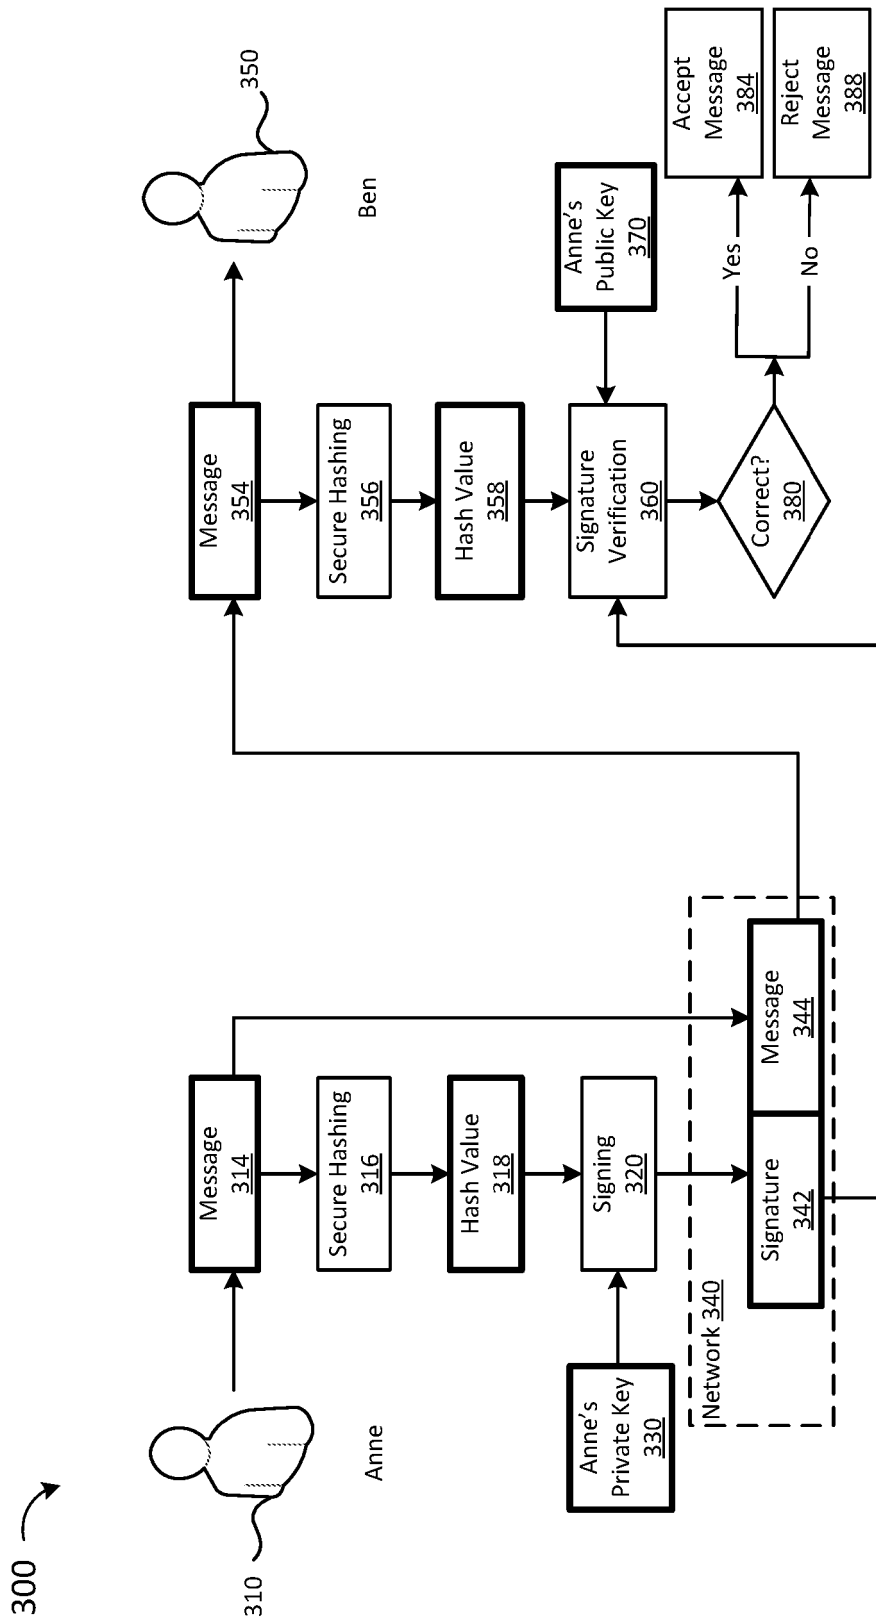 300
310
Anne
Message
314
Secure Hashing
316
Hash Value
318
Anne's
Private Key
330
Signing
320
Network 340
Signature
342
Message
344
350
Ben
Message
354
Secure Hashing
356
Hash Value
358
Signature
Verification
360
Anne's
Public Key
370
Correct?
380
Yes
No
Accept
Message
384
Reject
Message
388